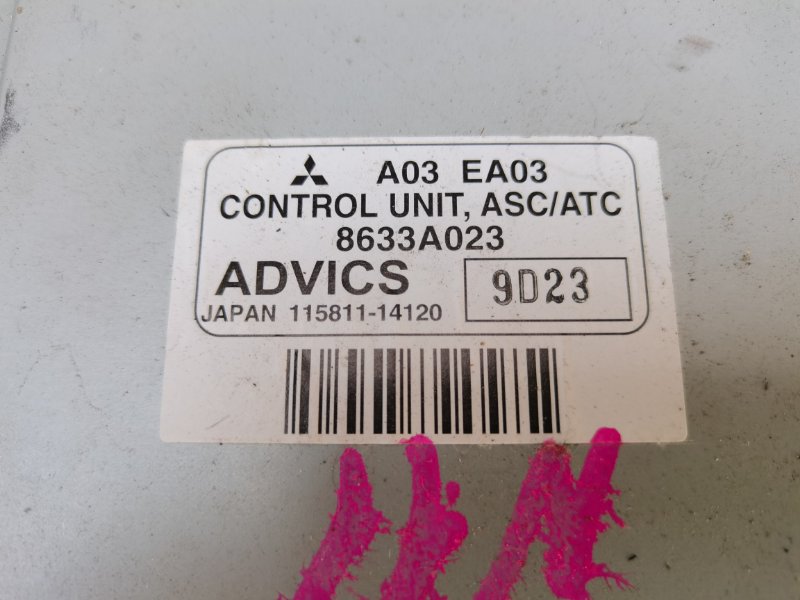 A03 EA03
CONTROL UNIT, ASC/ATC
8633A023
ADVICS 9D23
JAPAN 115811-14120